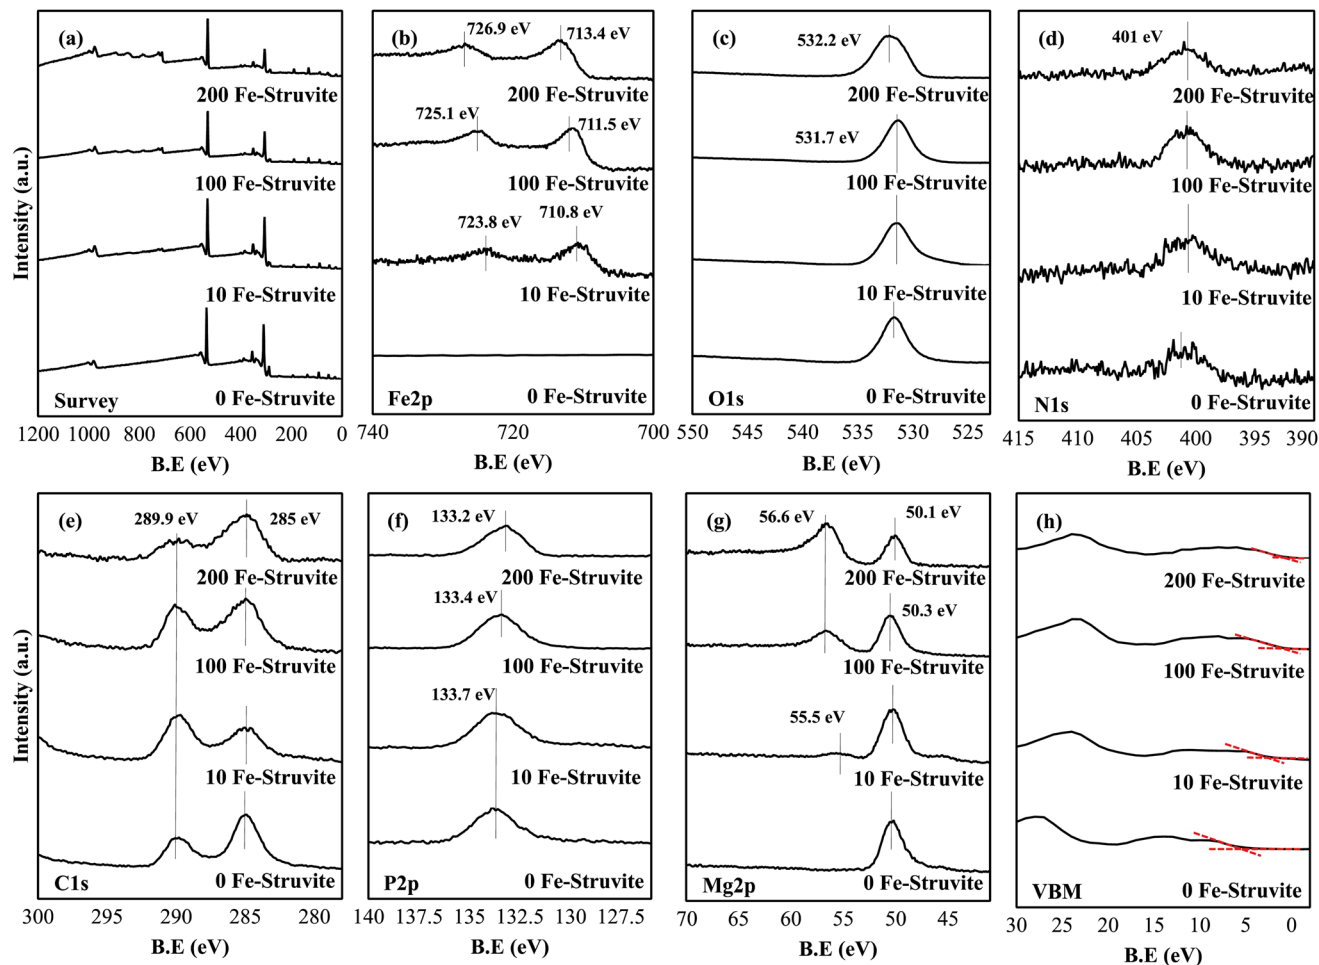 Intensity (a.u.)
(a)
200 Fe-Struvite
100 Fe-Struvite
10 Fe-Struvite
Survey
0 Fe-Struvite
1200 1000 800 600 400 200 0
B.E (eV)
(b)
726.9 eV
713.4 eV
200 Fe-Struvite
725.1 eV
711.5 eV
100 Fe-Struvite
723.8 eV
710.8 eV
10 Fe-Struvite
Fe2p
0 Fe-Struvite
740 720 700
B.E (eV)
(c)
532.2 eV
200 Fe-Struvite
531.7 eV
100 Fe-Struvite
10 Fe-Struvite
O1s
0 Fe-Struvite
550 545 540 535 530 525
B.E (eV)
(d)
401 eV
200 Fe-Struvite
100 Fe-Struvite
10 Fe-Struvite
N1s
0 Fe-Struvite
415 410 405 400 395 390
B.E (eV)
Intensity (a.u.)
(e)
289.9 eV
285 eV
200 Fe-Struvite
100 Fe-Struvite
10 Fe-Struvite
C1s
0 Fe-Struvite
300 290 285 280
B.E (eV)
(f)
133.2 eV
200 Fe-Struvite
133.4 eV
100 Fe-Struvite
133.7 eV
10 Fe-Struvite
P2p
0 Fe-Struvite
140 137.5 135 132.5 130 127.5
B.E (eV)
(g)
56.6 eV
50.1 eV
200 Fe-Struvite
50.3 eV
100 Fe-Struvite
55.5 eV
10 Fe-Struvite
Mg2p
0 Fe-Struvite
70 65 60 55 50 45
B.E (eV)
(h)
200 Fe-Struvite
100 Fe-Struvite
10 Fe-Struvite
VBM
0 Fe-Struvite
30 25 20 15 10 5 0
B.E (eV)